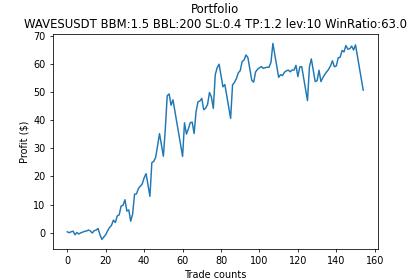 Portfolio
WAVESUSDT BBM:1.5 BBL:200 SL:0.4 TP:1.2 lev:10 WinRatio:63.0
70
60
50
40
30
20
10
0
Profit ($)
0 20 40 60 80 100 120 140 160
Trade counts